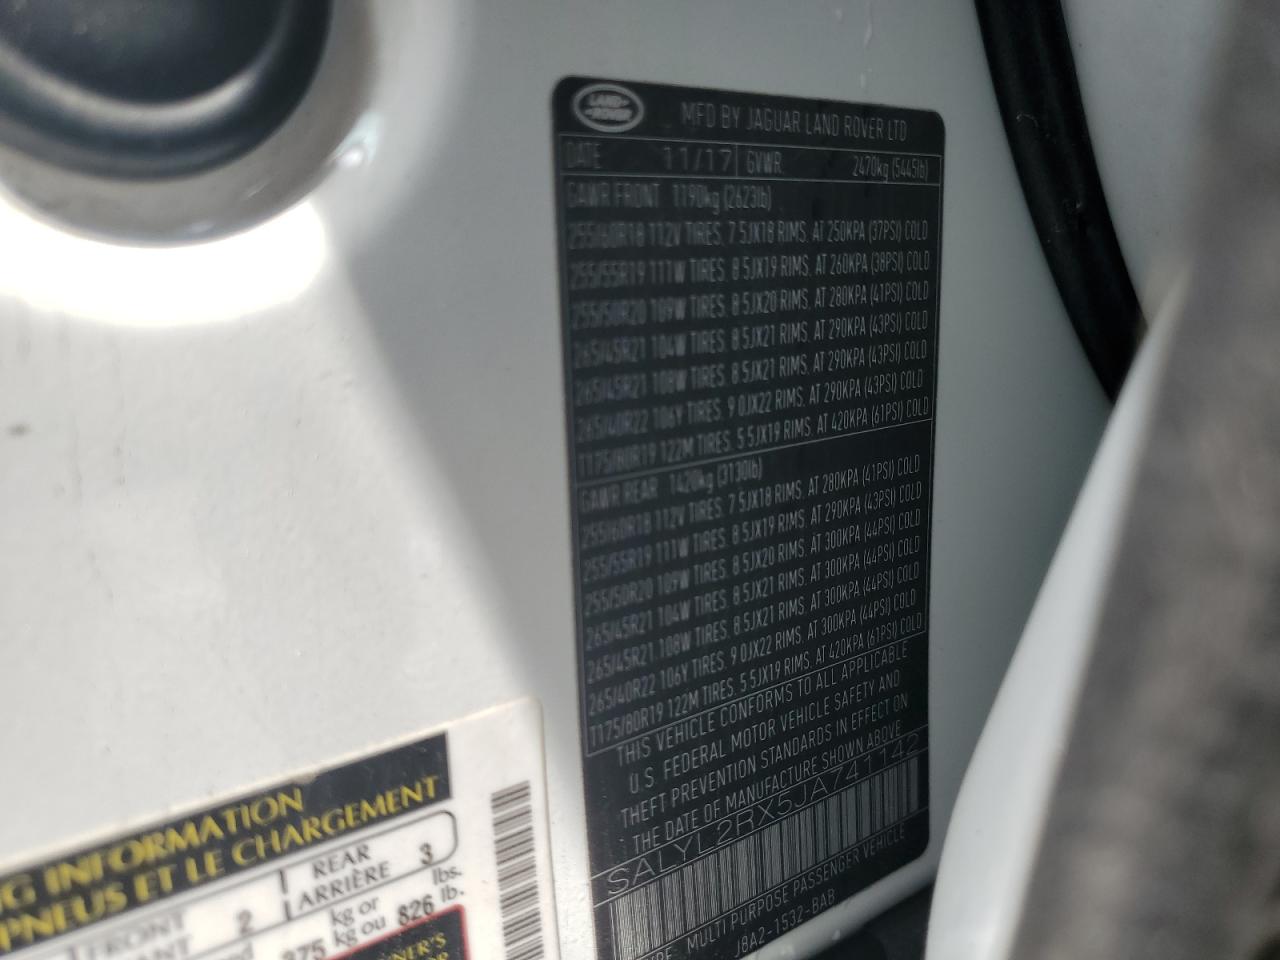 LAND ROVER
MFD BY JAGUAR LAND ROVER LTD
DATE 11/17 GVWR. 2470kg (5445lb)
GAWR FRONT 1190kg (2623lb)
255/60R18 112V TIRES, 7 5JX18 RIMS, AT 250KPA (37PSI) COLD
255/55R19 111W TIRES, 8 5JX19 RIMS, AT 260KPA (38PSI) COLD
255/50R20 109W TIRES, 8 5JX20 RIMS, AT 280KPA (41PSI) COLD
265/45R21 104W TIRES, 8 5JX21 RIMS, AT 290KPA (43PSI) COLD
265/45R21 108W TIRES, 8 5JX21 RIMS, AT 290KPA (43PSI) COLD
265/40R22 106Y TIRES, 9 0JX22 RIMS, AT 290KPA (43PSI) COLD
T175/80R19 122M TIRES, 5 5JX19 RIMS, AT 420KPA (61PSI) COLD
GAWR REAR 1420kg (3130lb)
255/60R18 112V TIRES, 7 5JX18 RIMS, AT 280KPA (41PSI) COLD
255/55R19 111W TIRES, 8 5JX19 RIMS, AT 290KPA (43PSI) COLD
255/50R20 109W TIRES, 8 5JX20 RIMS, AT 300KPA (44PSI) COLD
265/45R21 104W TIRES, 8 5JX21 RIMS, AT 300KPA (44PSI) COLD
265/45R21 108W TIRES, 8 5JX21 RIMS, AT 300KPA (44PSI) COLD
265/40R22 106Y TIRES, 9 0JX22 RIMS, AT 300KPA (44PSI) COLD
T175/80R19 122M TIRES, 5 5JX19 RIMS, AT 420KPA (61PSI) COLD
THIS VEHICLE CONFORMS TO ALL APPLICABLE
U.S. FEDERAL MOTOR VEHICLE SAFETY AND
THEFT PREVENTION STANDARDS IN EFFECT ON
THE DATE OF MANUFACTURE SHOWN ABOVE
SALYL2RX5JA741142
TYPE: MULTI PURPOSE PASSENGER VEHICLE
J8A2-1532-BAB
NG INFORMATION
PNEUS ET LE CHARGEMENT
FRONT 2 REAR 3
ANT ARRIÈRE
kg or lbs.
375 kg ou 826 lb.